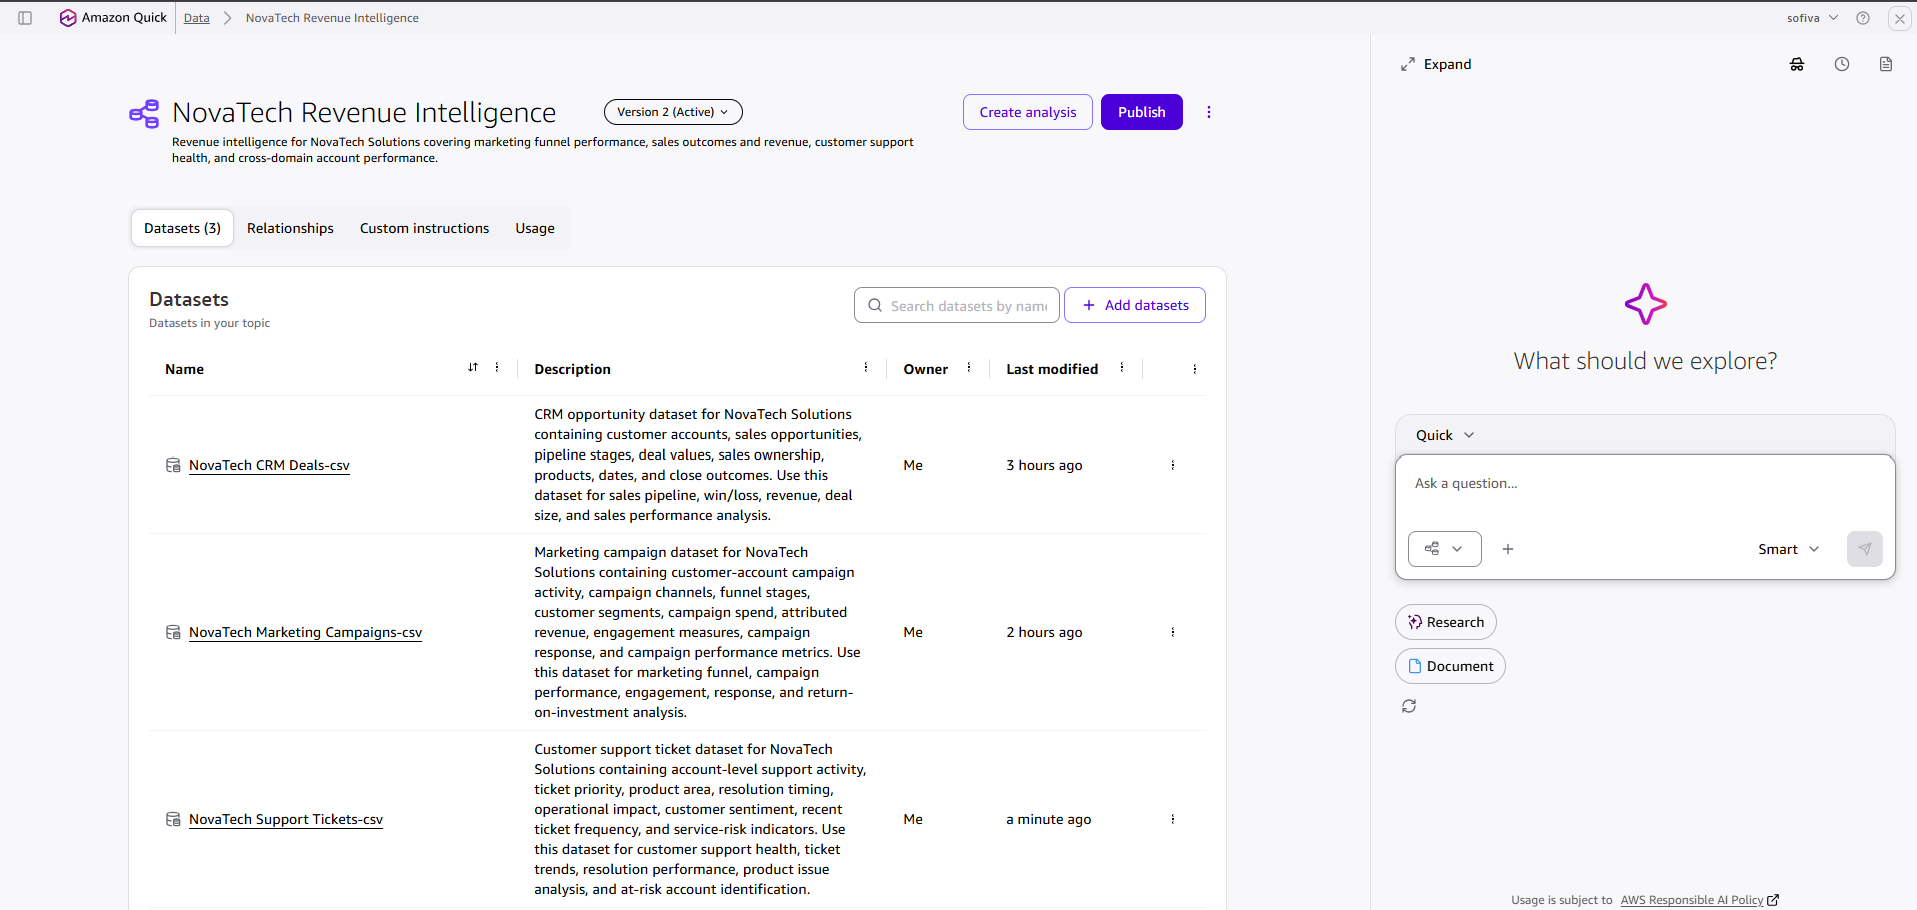 Amazon Quick
Data
NovaTech Revenue Intelligence
sofiva
NovaTech Revenue Intelligence
Version 2 (Active)
Create analysis
Publish
Revenue intelligence for NovaTech Solutions covering marketing funnel performance, sales outcomes and revenue, customer support
health, and cross-domain account performance.
Datasets (3)
Relationships
Custom instructions
Usage
Datasets
Datasets in your topic
Search datasets by name
Add datasets
Name
Description
Owner
Last modified
NovaTech CRM Deals-csv
CRM opportunity dataset for NovaTech Solutions
containing customer accounts, sales opportunities,
pipeline stages, deal values, sales ownership,
products, dates, and close outcomes. Use this
dataset for sales pipeline, win/loss, revenue, deal
size, and sales performance analysis.
Me
3 hours ago
NovaTech Marketing Campaigns-csv
Marketing campaign dataset for NovaTech
Solutions containing customer-account campaign
activity, campaign channels, funnel stages,
customer segments, campaign spend, attributed
revenue, engagement measures, campaign
response, and campaign performance metrics. Use
this dataset for marketing funnel, campaign
performance, engagement, response, and return-
on-investment analysis.
Me
2 hours ago
NovaTech Support Tickets-csv
Customer support ticket dataset for NovaTech
Solutions containing account-level support activity,
ticket priority, product area, resolution timing,
operational impact, customer sentiment, recent
ticket frequency, and service-risk indicators. Use
this dataset for customer support health, ticket
trends, resolution performance, product issue
analysis, and at-risk account identification.
Me
a minute ago
Expand
What should we explore?
Quick
Ask a question...
Smart
Research
Document
Usage is subject to AWS Responsible AI Policy